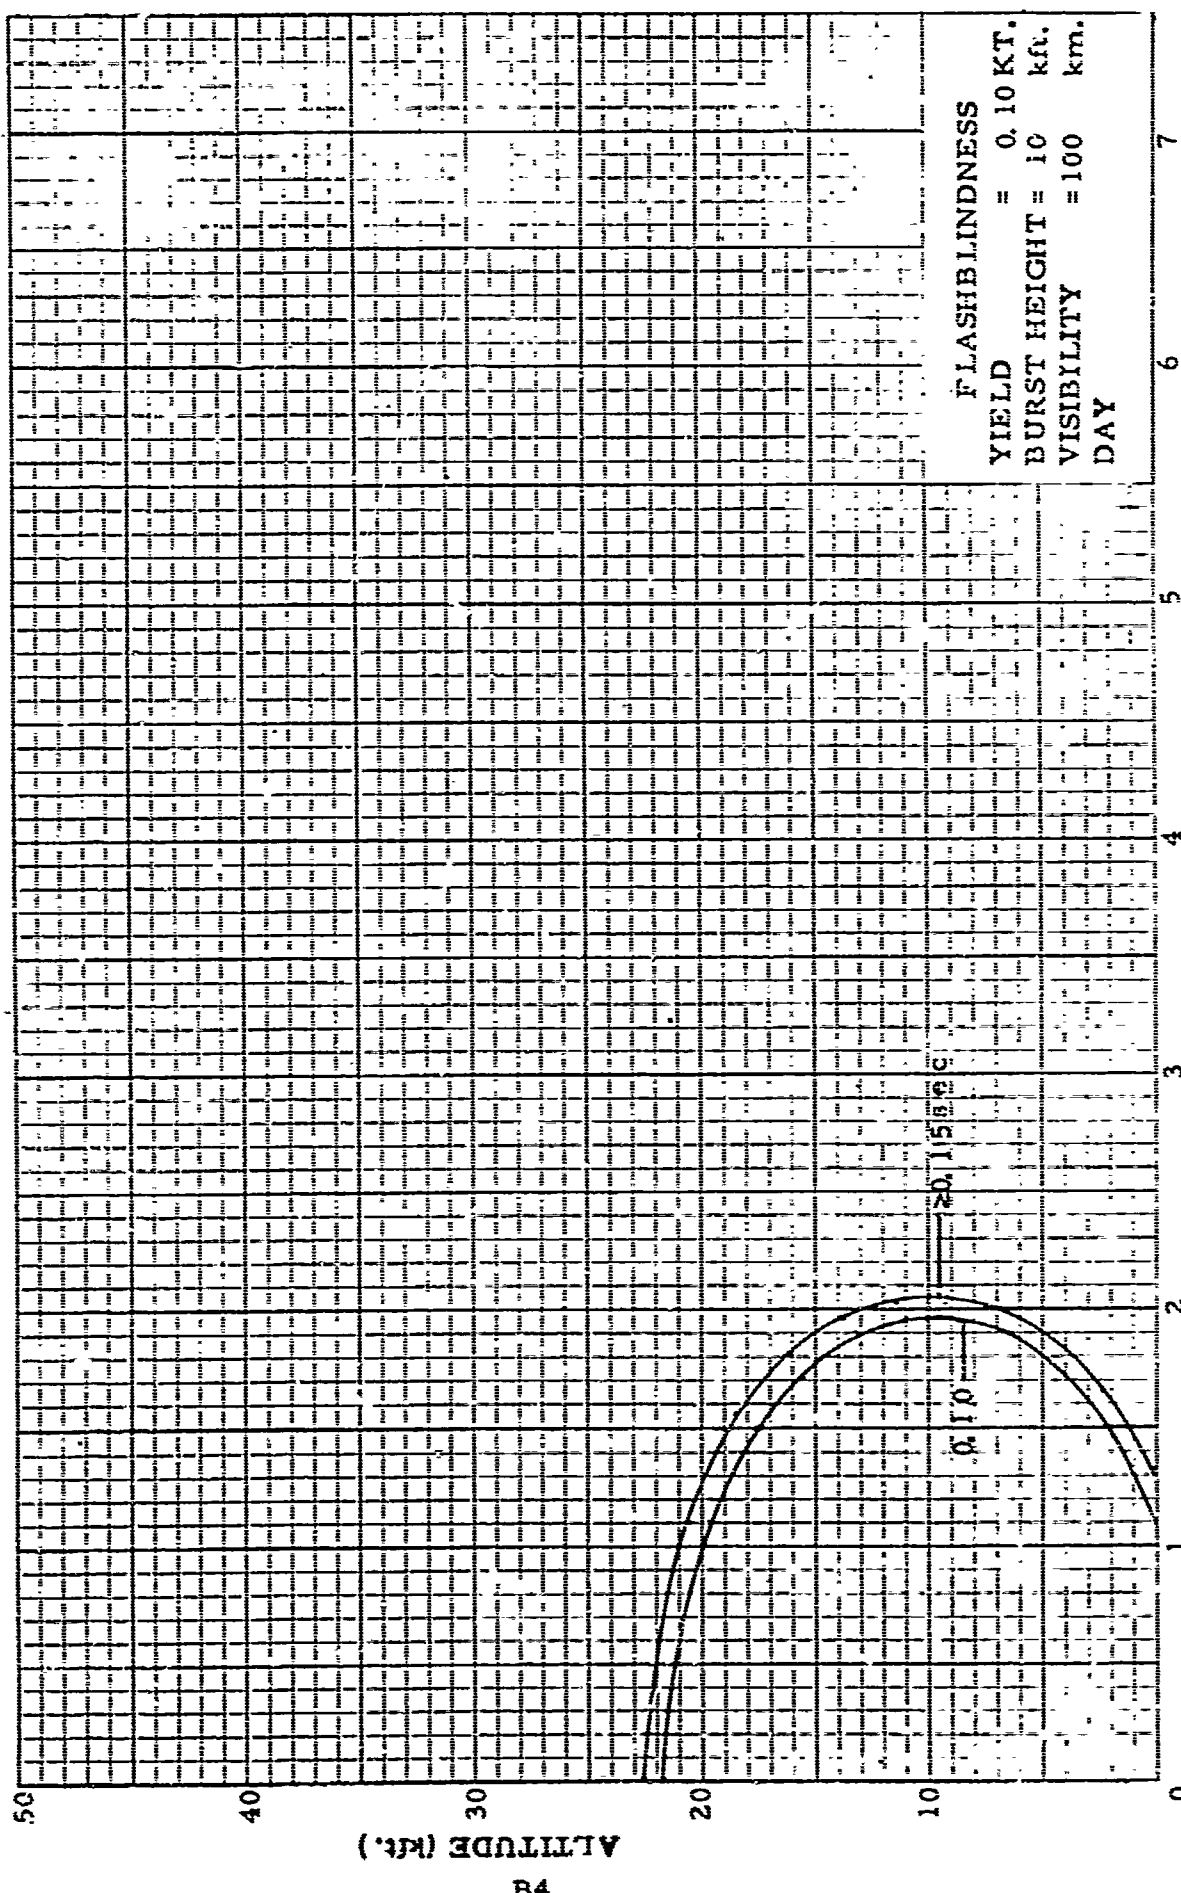 FLASHBLINDNESS
YIELD = 0.10 KT.
BURST HEIGHT = 10 kft.
VISIBILITY = 100 km.
DAY
50
40
30
20
10
0
ALTITUDE (kft.)
1
2
3
4
5
6
7
0.10
≥0.15 sec
B4